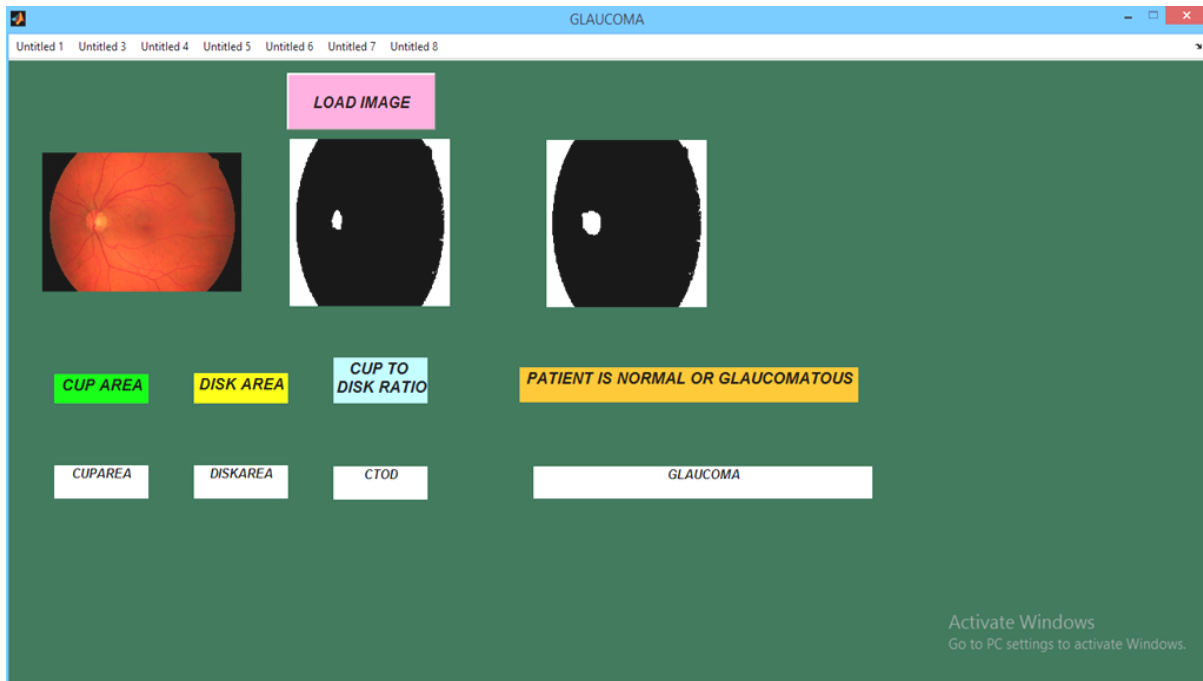 GLAUCOMA
Untitled 1 Untitled 3 Untitled 4 Untitled 5 Untitled 6 Untitled 7 Untitled 8
LOAD IMAGE
CUP AREA
DISK AREA
CUP TO
DISK RATIO
PATIENT IS NORMAL OR GLAUCOMATOUS
CUPAREA
DISKAREA
CTOD
GLAUCOMA
Activate Windows
Go to PC settings to activate Windows.